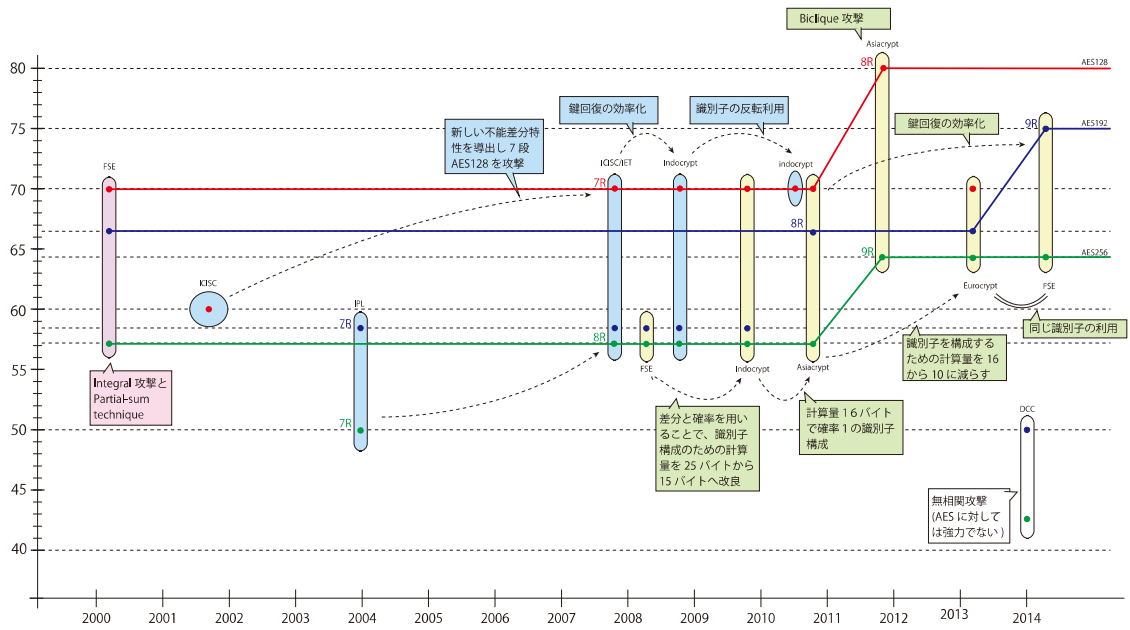 Biclique 攻撃
Asiacrypt
80
8R
AES128
新しい不能差分特
性を導出し 7 段
AES128 を攻撃
鍵回復の効率化
識別子の反転利用
鍵回復の効率化
75
9R
AES192
FSE
ICISC/IET
Indocrypt
indocrypt
70
7R
8R
65
9R
AES256
ICISC
Eurocrypt
FSE
60
IPL
7R
8R
同じ識別子の利用
識別子を構成する
ための計算量を 16
から 10 に減らす
55
FSE
Indocrypt
Asiacrypt
Integral 攻撃と
Partial-sum
technique
差分と確率を用い
ることで、識別子
構成のための計算
量を 25 バイトから
15 バイトへ改良
計算量 1 6 バイト
で確率 1 の識別子
構成
DCC
50
7R
45
無相関攻撃
(AES に対して
は強力でない )
40
2000
2001
2002
2003
2004
2005
2006
2007
2008
2009
2010
2011
2012
2013
2014